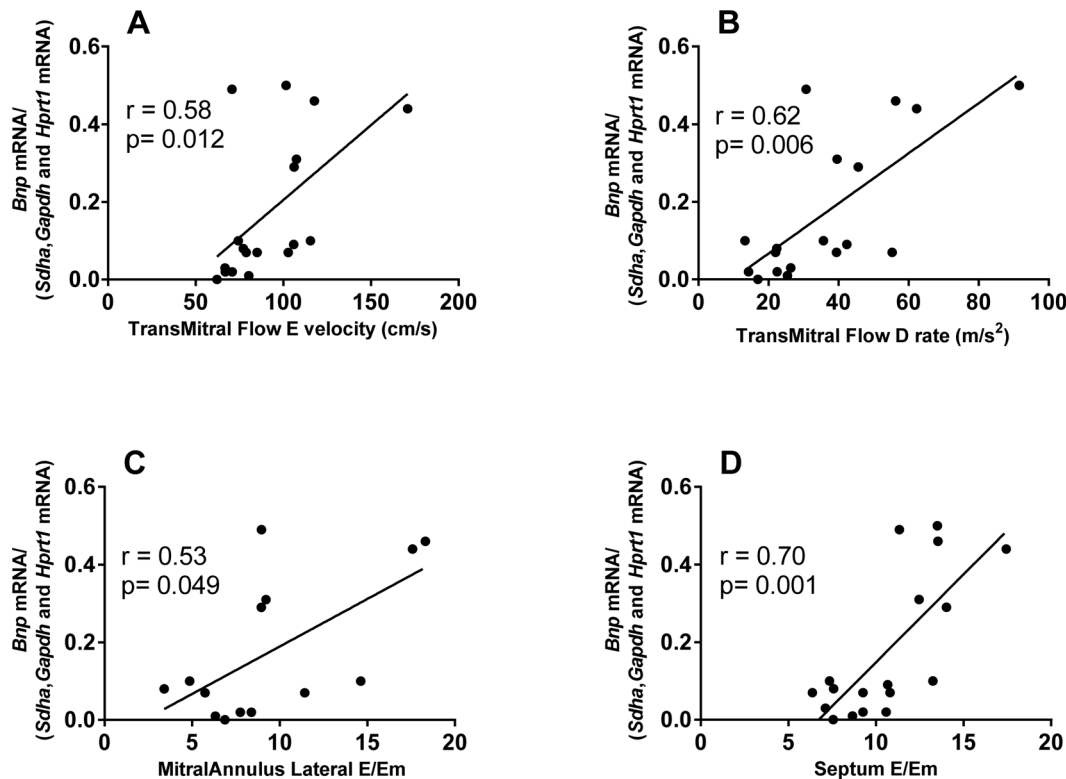 A
Bnp mRNA/
(Sdha,Gapdh and Hprt1 mRNA)
0.6
0.4
0.2
0.0
r = 0.58
p= 0.012
0 50 100 150 200
TransMitral Flow E velocity (cm/s)
B
Bnp mRNA/
(Sdha,Gapdh and Hprt1 mRNA)
0.6
0.4
0.2
0.0
r = 0.62
p= 0.006
0 20 40 60 80 100
TransMitral Flow D rate (m/s²)
C
Bnp mRNA/
(Sdha,Gapdh and Hprt1 mRNA)
0.6
0.4
0.2
0.0
r = 0.53
p= 0.049
0 5 10 15 20
MitralAnnulus Lateral E/Em
D
Bnp mRNA/
(Sdha,Gapdh and Hprt1 mRNA)
0.6
0.4
0.2
0.0
r = 0.70
p= 0.001
0 5 10 15 20
Septum E/Em